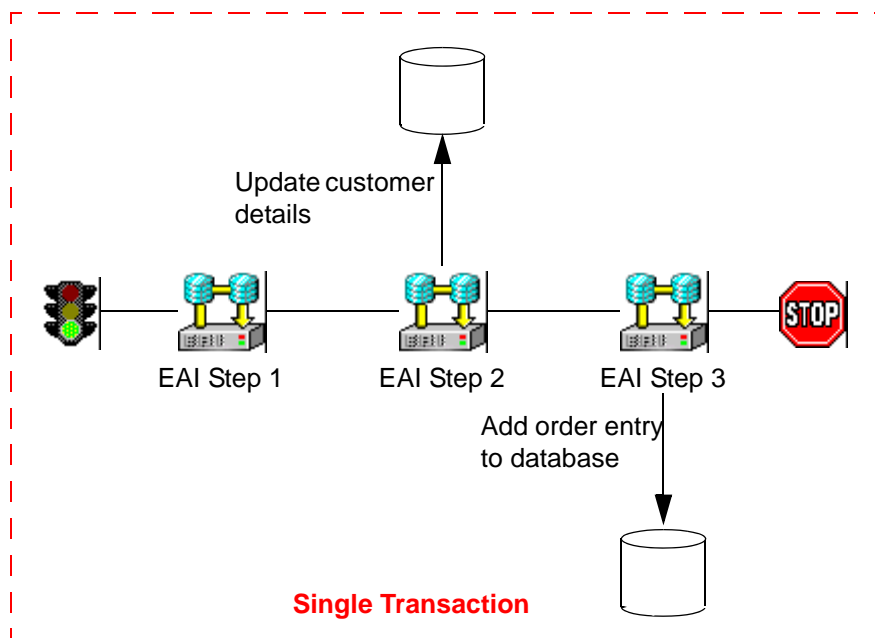 Update customer
details
STOP
EAI Step 1
EAI Step 2
EAI Step 3
Add order entry
to database
Single Transaction